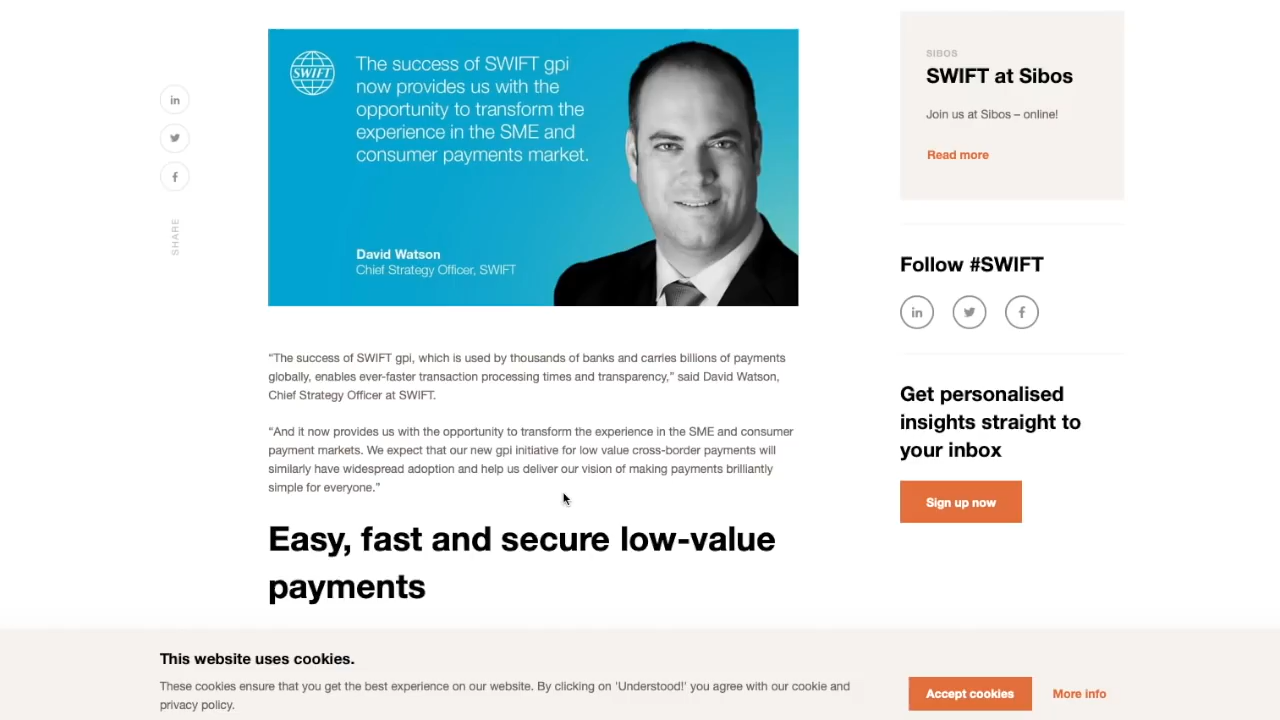 SWIFT
The success of SWIFT gpi
now provides us with the
opportunity to transform the
experience in the SME and
consumer payments market.
David Watson
Chief Strategy Officer, SWIFT
in
f
SHARE
"The success of SWIFT gpi, which is used by thousands of banks and carries billions of payments
globally, enables ever-faster transaction processing times and transparency," said David Watson,
Chief Strategy Officer at SWIFT.
"And it now provides us with the opportunity to transform the experience in the SME and consumer
payment markets. We expect that our new gpi initiative for low value cross-border payments will
similarly have widespread adoption and help us deliver our vision of making payments brilliantly
simple for everyone."
Easy, fast and secure low-value
payments
SIBOS
SWIFT at Sibos
Join us at Sibos – online!
Read more
Follow #SWIFT
in
f
Get personalised
insights straight to
your inbox
Sign up now
This website uses cookies.
These cookies ensure that you get the best experience on our website. By clicking on 'Understood!' you agree with our cookie and
privacy policy.
Accept cookies
More info